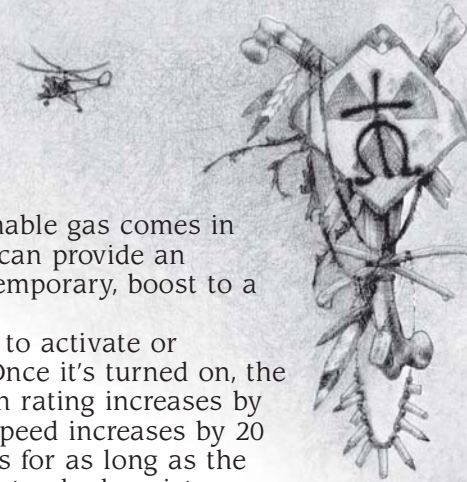 nable gas comes in
can provide an
emporary, boost to a
to activate or
Once it's turned on, the
n rating increases by
speed increases by 20
s for as long as the